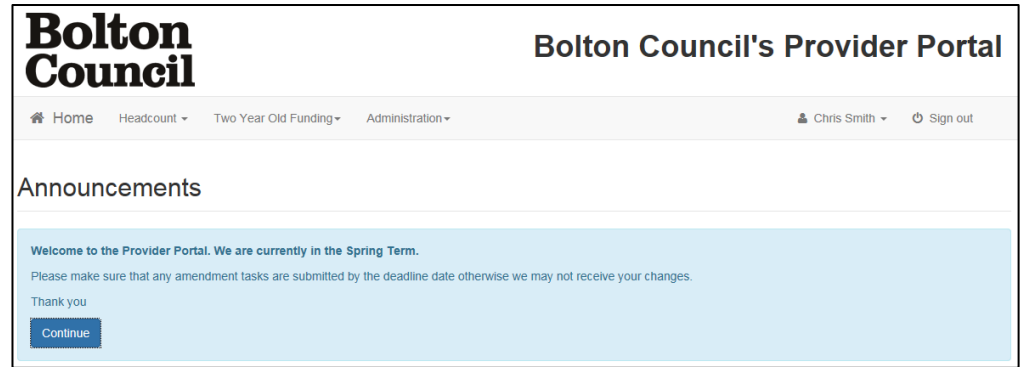 Bolton
Council
Bolton Council's Provider Portal
Home Headcount Two Year Old Funding Administration Chris Smith Sign out
Announcements
Welcome to the Provider Portal. We are currently in the Spring Term.
Please make sure that any amendment tasks are submitted by the deadline date otherwise we may not receive your changes.
Thank you
Continue